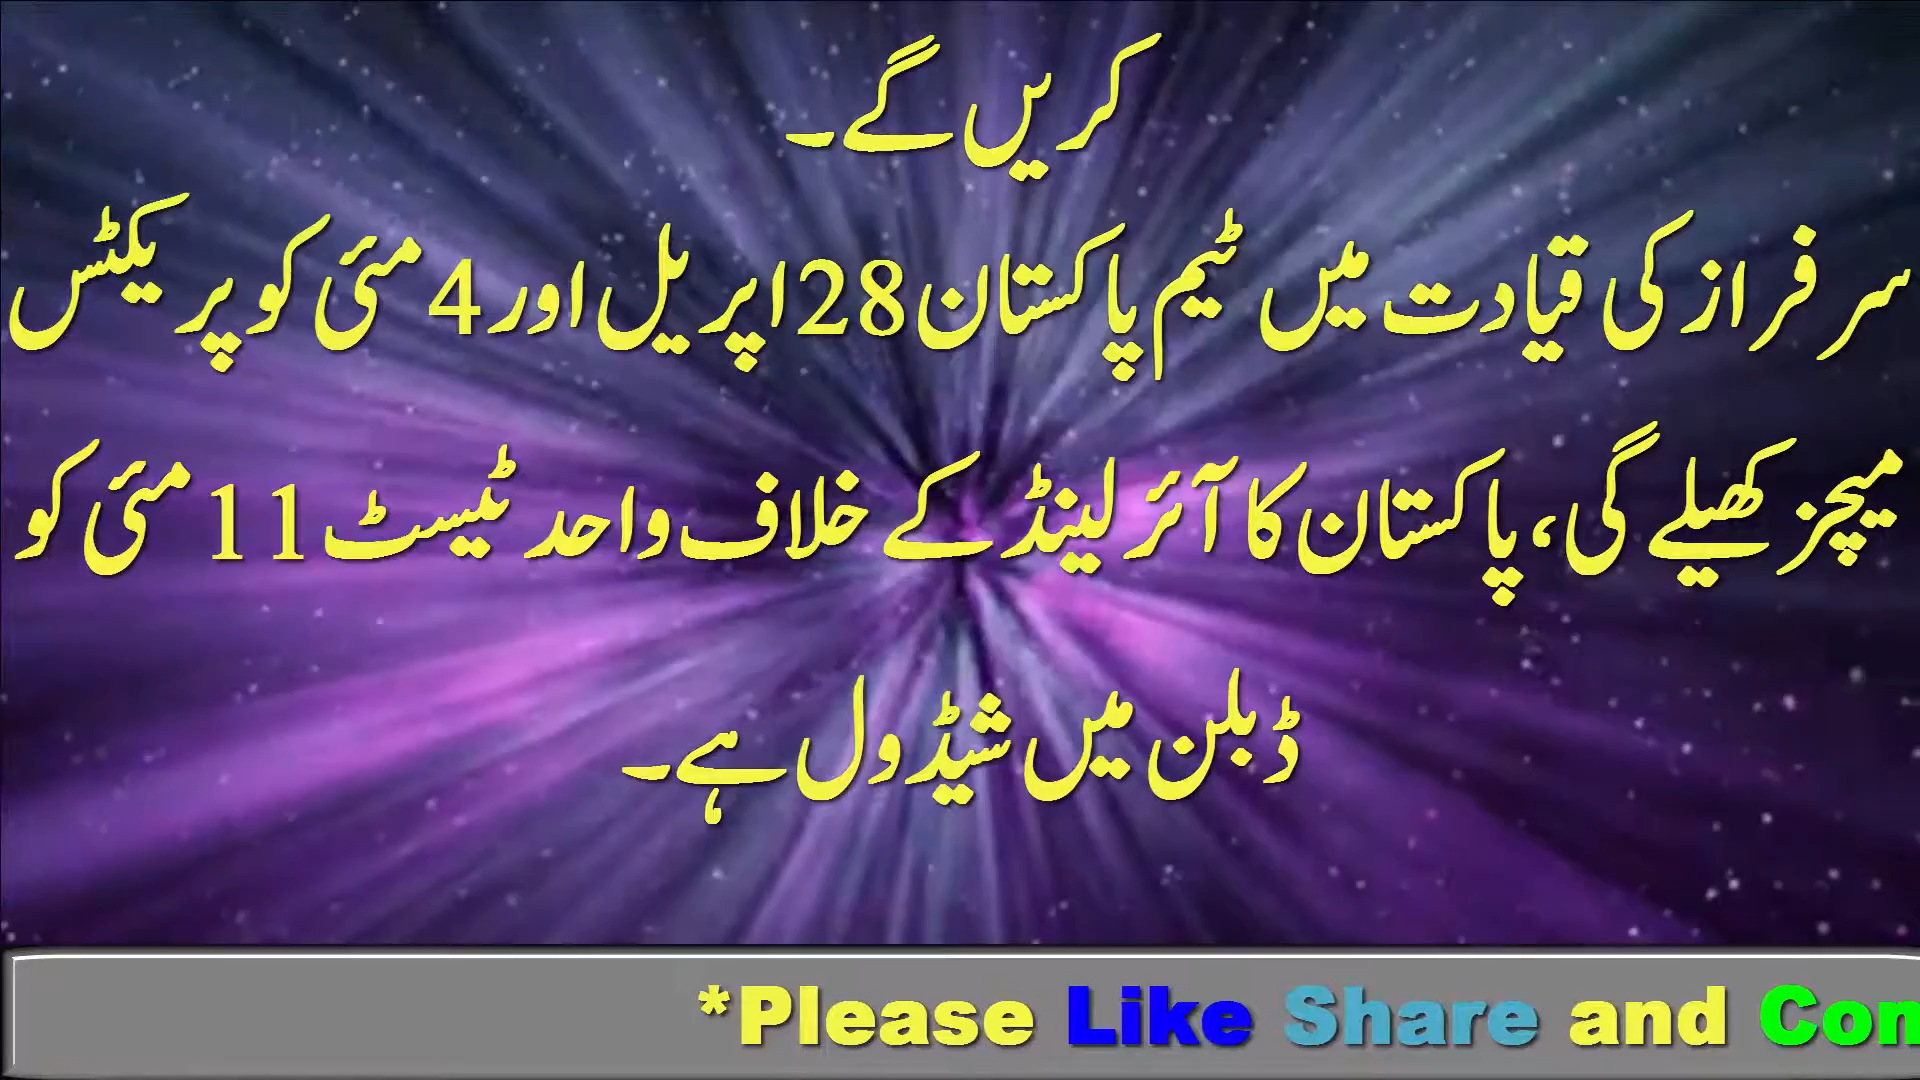 کریں گے۔
سرفراز کی قیادت میں ٹیم پاکستان 28 اپریل اور 4 مئی کو پریکٹس
میچز کھیلے گی، پاکستان کا آئرلینڈ کے خلاف واحد ٹیسٹ 11 مئی کو
ڈبلن میں شیڈول ہے۔
*Please Like Share and Con